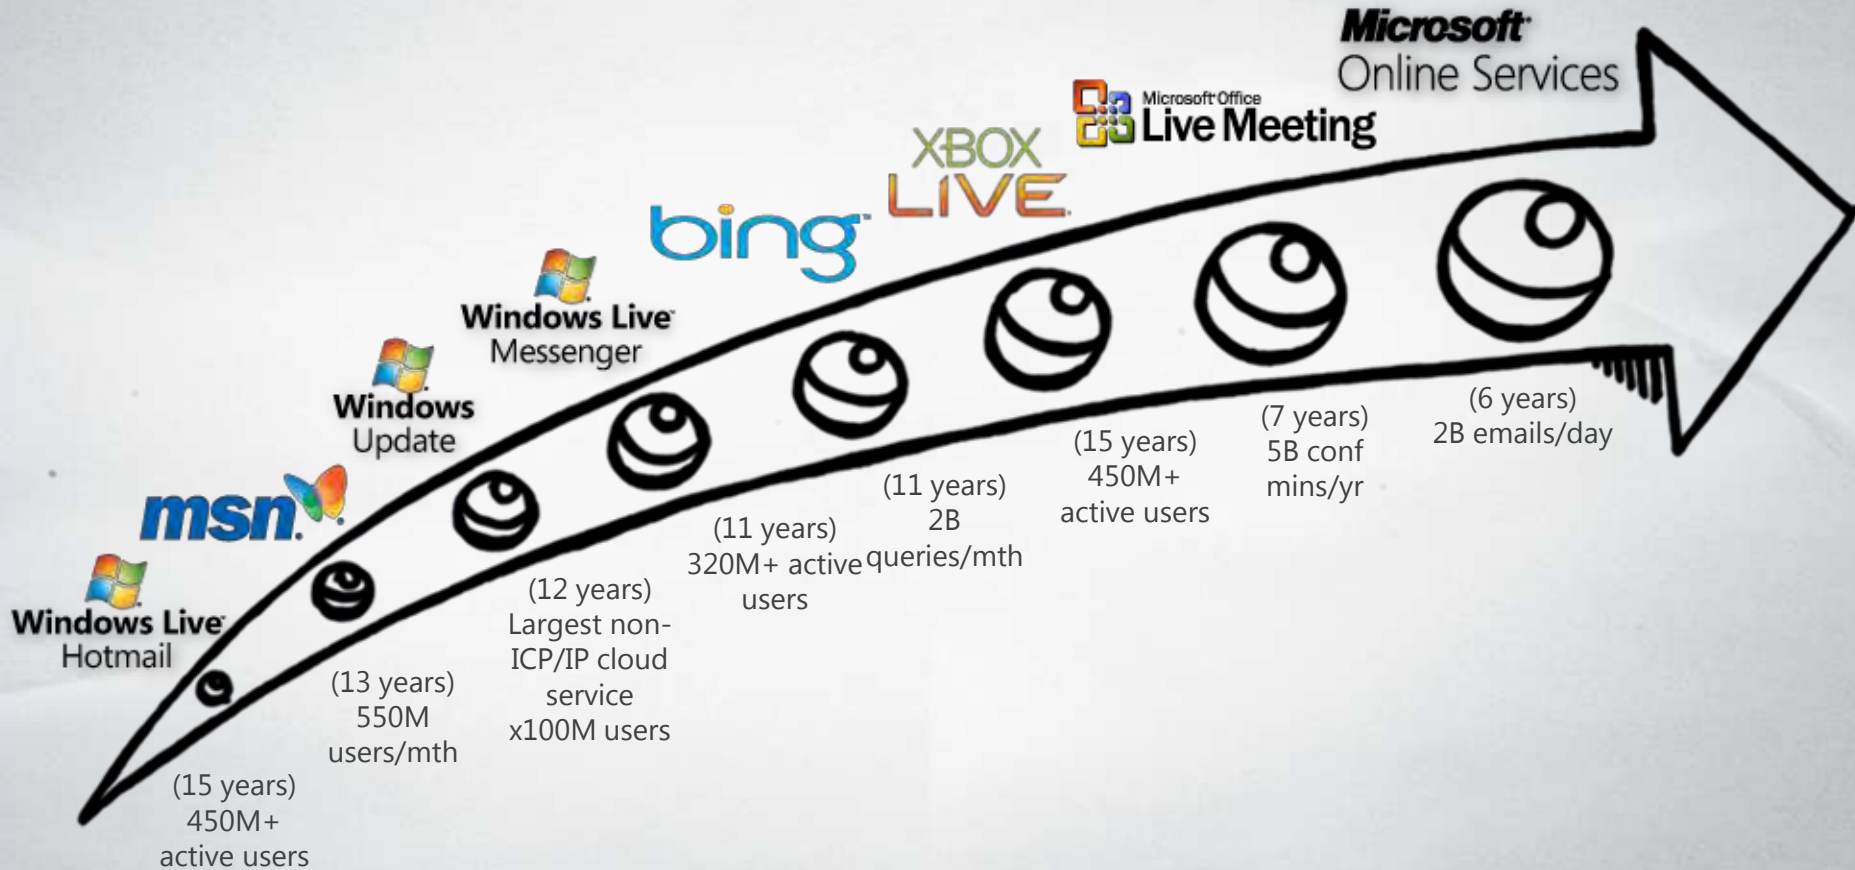 Microsoft
Online Services
Microsoft Office
Live Meeting
XBOX
LIVE
bing
Windows Live
Messenger
Windows
Update
msn
Windows Live
Hotmail
(15 years)
450M+
active users
(13 years)
550M
users/mth
(12 years)
Largest non-
ICP/IP cloud
service
x100M users
(11 years)
320M+ active
users
(11 years)
2B
queries/mth
(15 years)
450M+
active users
(7 years)
5B conf
mins/yr
(6 years)
2B emails/day